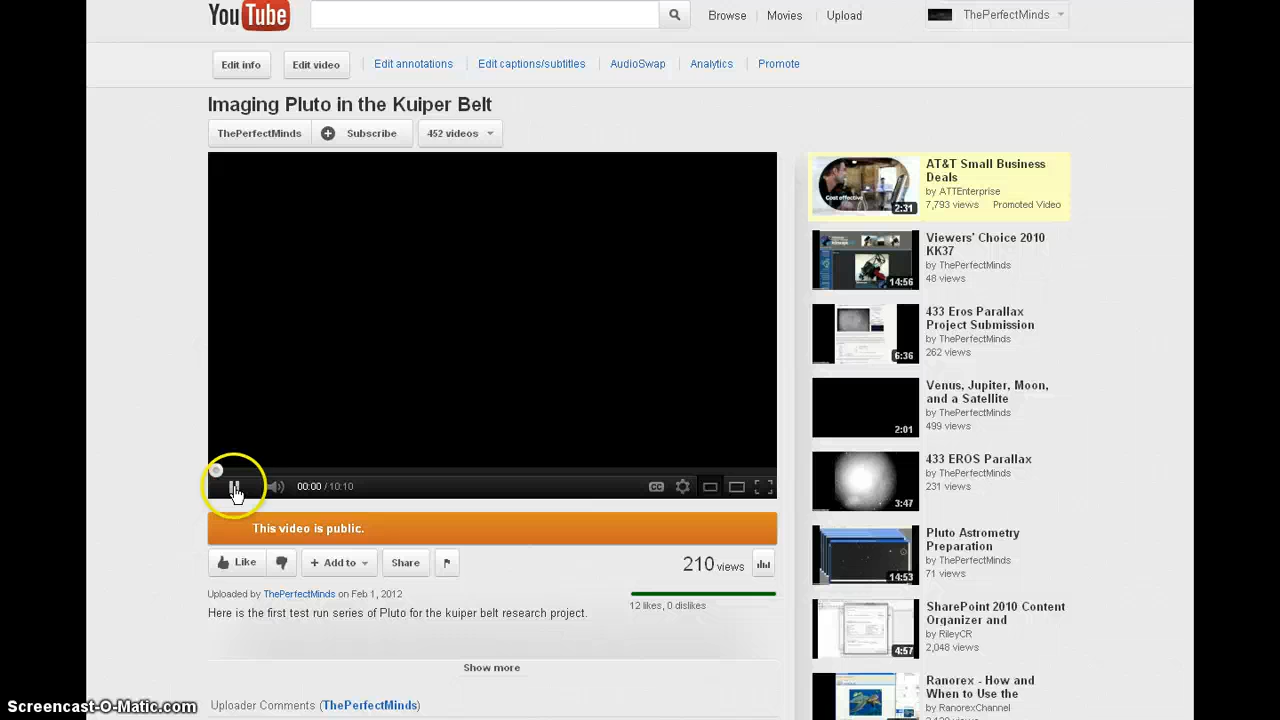 YouTube
Browse Movies Upload ThePerfectMinds
Edit info Edit video Edit annotations Edit captions/subtitles AudioSwap Analytics Promote
Imaging Pluto in the Kuiper Belt
ThePerfectMinds Subscribe 452 videos
00:00 / 10:10
CC
This video is public.
Like Add to Share
210 views
Uploaded by ThePerfectMinds on Feb 1, 2012
12 likes, 0 dislikes
Here is the first test run series of Pluto for the kuiper belt research project.
Show more
Uploader Comments (ThePerfectMinds)
Cost effective
2:31
AT&T Small Business
Deals
by ATTEnterprise
7,793 views Promoted Video
14:56
Viewers' Choice 2010
KK37
by ThePerfectMinds
48 views
6:36
433 Eros Parallax
Project Submission
by ThePerfectMinds
262 views
2:01
Venus, Jupiter, Moon,
and a Satellite
by ThePerfectMinds
499 views
3:47
433 EROS Parallax
by ThePerfectMinds
231 views
14:53
Pluto Astrometry
Preparation
by ThePerfectMinds
71 views
4:57
SharePoint 2010 Content
Organizer and
by RileyCR
2,048 views
Ranorex - How and
When to Use the
by RanorexChannel
Screencast-O-Matic.com